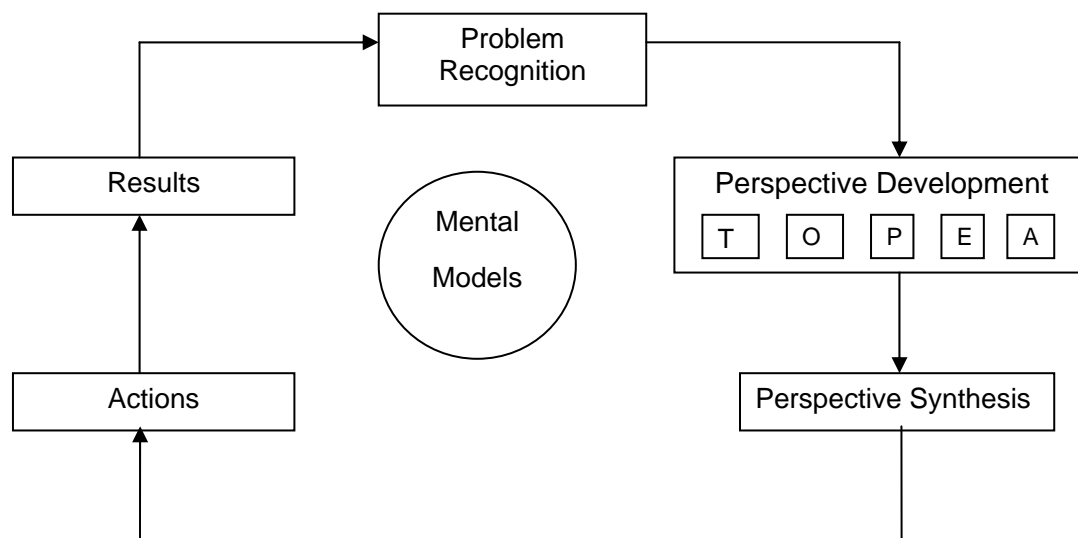 Problem
Recognition
Results
Perspective Development
T O P E A
Mental
Models
Actions
Perspective Synthesis